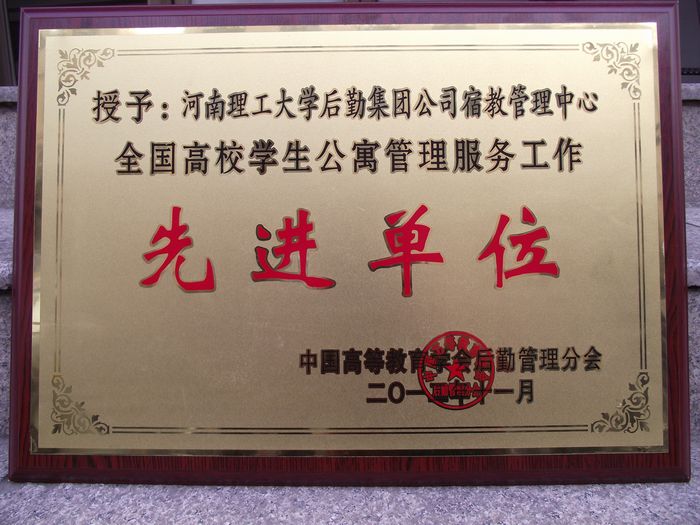 授予：河南理工大学后勤集团公司宿教管理中心
全国高校学生公寓管理服务工作
先进单位
中国高等教育学会后勤管理分会
二〇一三年十一月